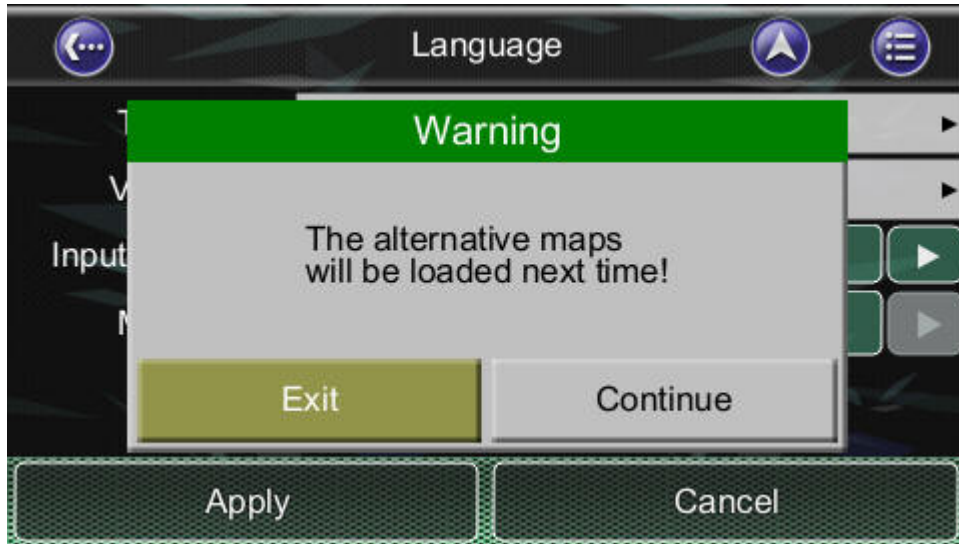 Language
Warning
Input
The alternative maps
will be loaded next time!
Exit
Continue
Apply
Cancel